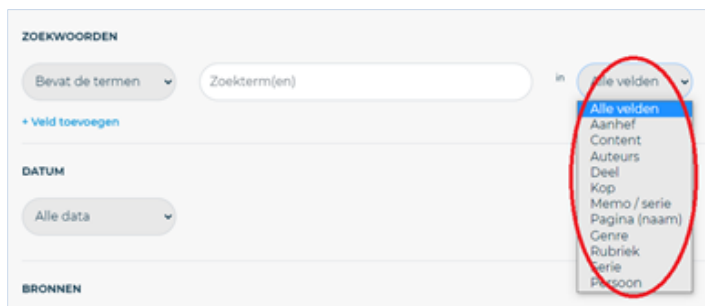 ZOEKWOORDEN
Bevat de termen
Zoekterm(en)
in
Alle velden
+ Veld toevoegen
Alle velden
Aanhef
Content
Auteurs
Deel
Kop
Memo / serie
Pagina (naam)
Genre
Rubriek
Serie
Persoon
DATUM
Alle data
BRONNEN